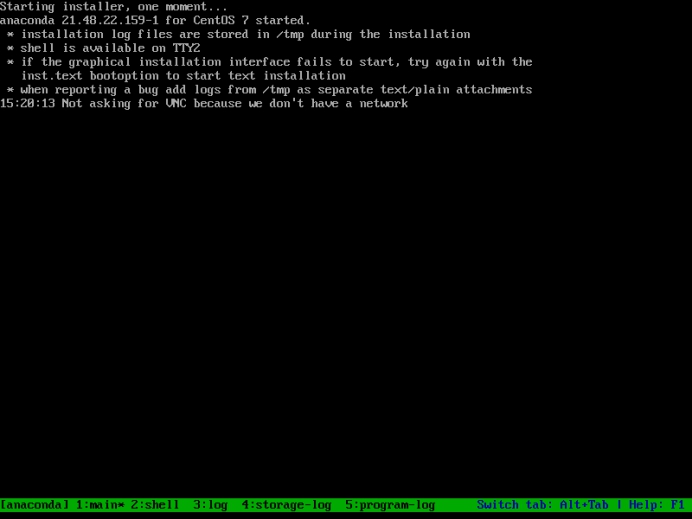 Starting installer, one moment...
anaconda 21.48.22.159-1 for CentOS 7 started.
 * installation log files are stored in /tmp during the installation
 * shell is available on TTY2
 * if the graphical installation interface fails to start, try again with the
   inst.text bootoption to start text installation
 * when reporting a bug add logs from /tmp as separate text/plain attachments
15:20:13 Not asking for VNC because we don't have a network
[anaconda] 1:main* 2:shell  3:log  4:storage-log  5:program-log      Switch tab: Alt+Tab | Help: F1